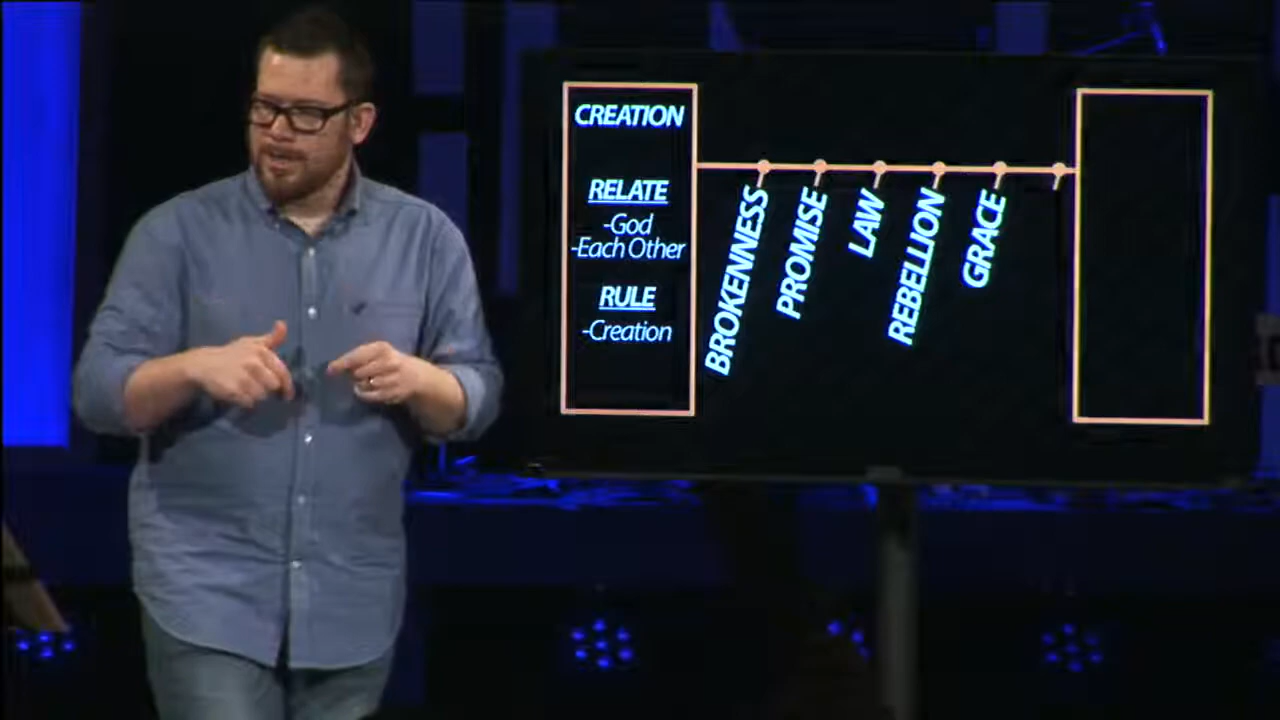 CREATION
RELATE
-God
-Each Other
RULE
-Creation
BROKENNESS
PROMISE
LAW
REBELLION
GRACE